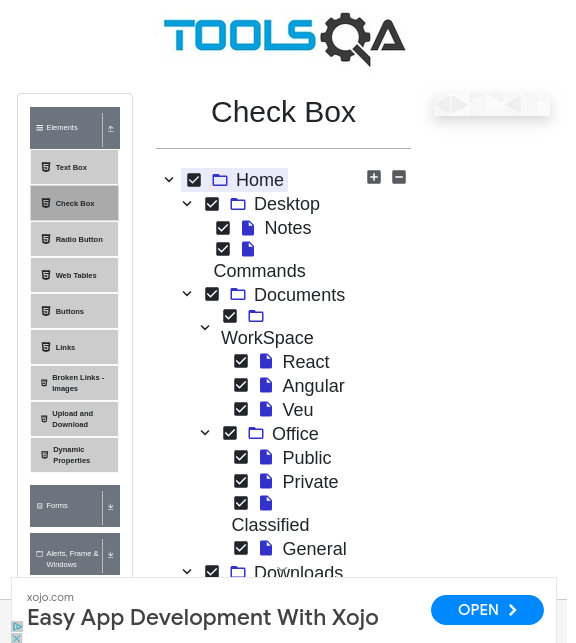 TOOLSQA
Elements
Text Box
Check Box
Radio Button
Web Tables
Buttons
Links
Broken Links -
Images
Upload and
Download
Dynamic
Properties
Forms
Alerts, Frame &
Windows
Check Box
Home
Desktop
Notes
Commands
Documents
WorkSpace
React
Angular
Veu
Office
Public
Private
Classified
General
Downloads
xojo.com
Easy App Development With Xojo
OPEN